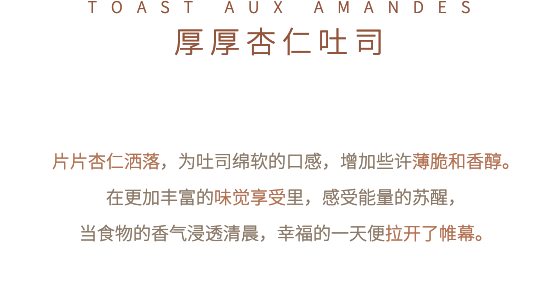 TOAST AUX AMANDES
厚厚杏仁吐司
片片杏仁洒落，为吐司绵软的口感，增加些许薄脆和香醇。
在更加丰富的味觉享受里，感受能量的苏醒，
当食物的香气浸透清晨，幸福的一天便拉开了帷幕。